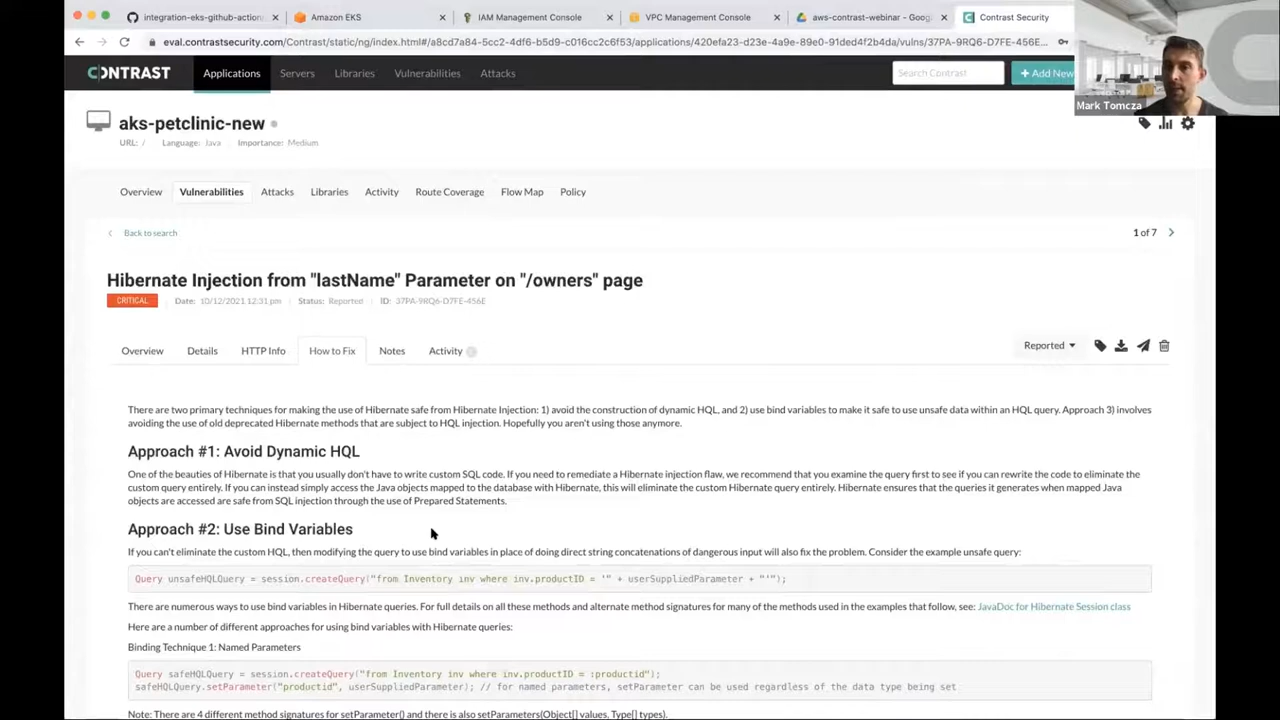 integration-eks-github-action
Amazon EKS
IAM Management Console
VPC Management Console
aws-contrast-webinar - Goog
Contrast Security
eval.contrastsecurity.com/Contrast/static/ng/index.html#/a8cd7a84-5cc2-4df6-b5d9-c016cc2c6f53/applications/420efa23-d23e-4a9e-89e0-91ded4f2b4da/vulns/37PA-9RQ6-D7FE-456E...
CONTRAST
Applications
Servers
Libraries
Vulnerabilities
Attacks
Search Contrast
+ Add New
Mark Tomcza
aks-petclinic-new
URL: / Language: Java Importance: Medium
Overview
Vulnerabilities
Attacks
Libraries
Activity
Route Coverage
Flow Map
Policy
Back to search
1 of 7
Hibernate Injection from "lastName" Parameter on "/owners" page
CRITICAL Date: 10/12/2021 12:31 pm Status: Reported ID: 37PA-9RQ6-D7FE-456E
Overview
Details
HTTP Info
How to Fix
Notes
Activity
Reported
There are two primary techniques for making the use of Hibernate safe from Hibernate Injection: 1) avoid the construction of dynamic HQL, and 2) use bind variables to make it safe to use unsafe data within an HQL query. Approach 3) involves
avoiding the use of old deprecated Hibernate methods that are subject to HQL injection. Hopefully you aren't using those anymore.
Approach #1: Avoid Dynamic HQL
One of the beauties of Hibernate is that you usually don't have to write custom SQL code. If you need to remediate a Hibernate injection flaw, we recommend that you examine the query first to see if you can rewrite the code to eliminate the
custom query entirely. If you can instead simply access the Java objects mapped to the database with Hibernate, this will eliminate the custom Hibernate query entirely. Hibernate ensures that the queries it generates when mapped Java
objects are accessed are safe from SQL injection through the use of Prepared Statements.
Approach #2: Use Bind Variables
If you can't eliminate the custom HQL, then modifying the query to use bind variables in place of doing direct string concatenations of dangerous input will also fix the problem. Consider the example unsafe query:
Query unsafeHQLQuery = session.createQuery("from Inventory inv where inv.productID = '" + userSuppliedParameter + "'");
There are numerous ways to use bind variables in Hibernate queries. For full details on all these methods and alternate method signatures for many of the methods used in the examples that follow, see: JavaDoc for Hibernate Session class
Here are a number of different approaches for using bind variables with Hibernate queries:
Binding Technique 1: Named Parameters
Query safeHQLQuery = session.createQuery("from Inventory inv where inv.productID = :productid");
safeHQLQuery.setParameter("productid", userSuppliedParameter); // for named parameters, setParameter can be used regardless of the data type being set
Note: There are 4 different method signatures for setParameter() and there is also setParameters(Object[] values, Type[] types).